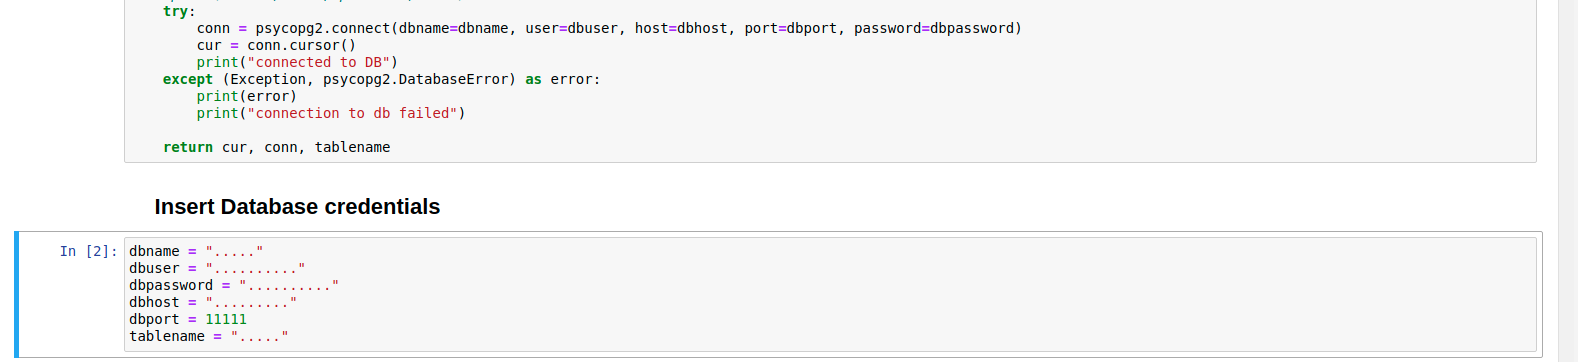 try:
conn = psycopg2.connect(dbname=dbname, user=dbuser, host=dbhost, port=dbport, password=dbpassword)
cur = conn.cursor()
print("connected to DB")
except (Exception, psycopg2.DatabaseError) as error:
print(error)
print("connection to db failed")
return cur, conn, tablename
Insert Database credentials
In [2]: dbname = "....."
dbuser = ".........."
dbpassword = ".........."
dbhost = "........."
dbport = 11111
tablename = "....."